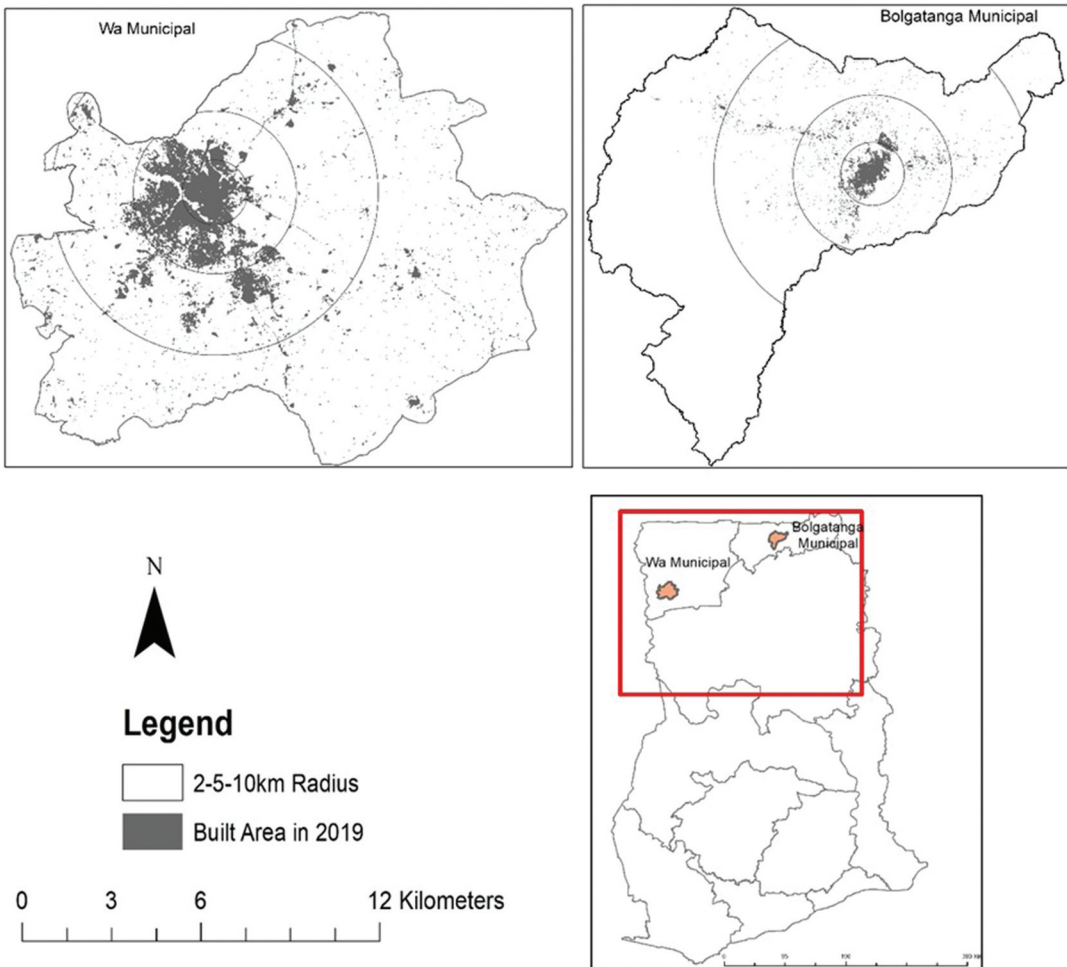 Wa Municipal
Bolgatanga Municipal
Bolgatanga
Municipal
Wa Municipal
N
Legend
2-5-10km Radius
Built Area in 2019
0 3 6 12 Kilometers
0